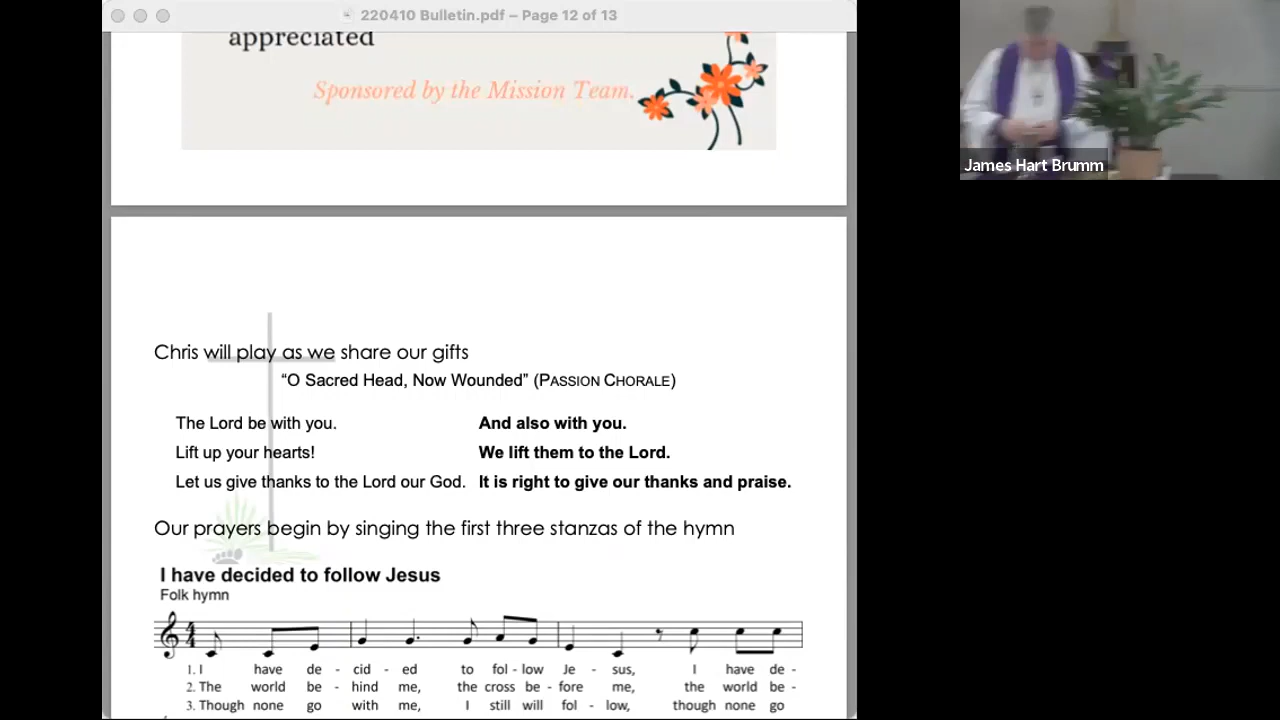 220410 Bulletin.pdf – Page 12 of 13
appreciated
Sponsored by the Mission Team.
James Hart Brumm
Chris will play as we share our gifts
“O Sacred Head, Now Wounded” (PASSION CHORALE)
The Lord be with you. And also with you.
Lift up your hearts! We lift them to the Lord.
Let us give thanks to the Lord our God. It is right to give our thanks and praise.
Our prayers begin by singing the first three stanzas of the hymn
I have decided to follow Jesus
Folk hymn
4
4
1. I have de - cid - ed to fol - low Je - sus, I have de -
2. The world be - hind me, the cross be - fore me, the world be -
3. Though none go with me, I still will fol - low, though none go